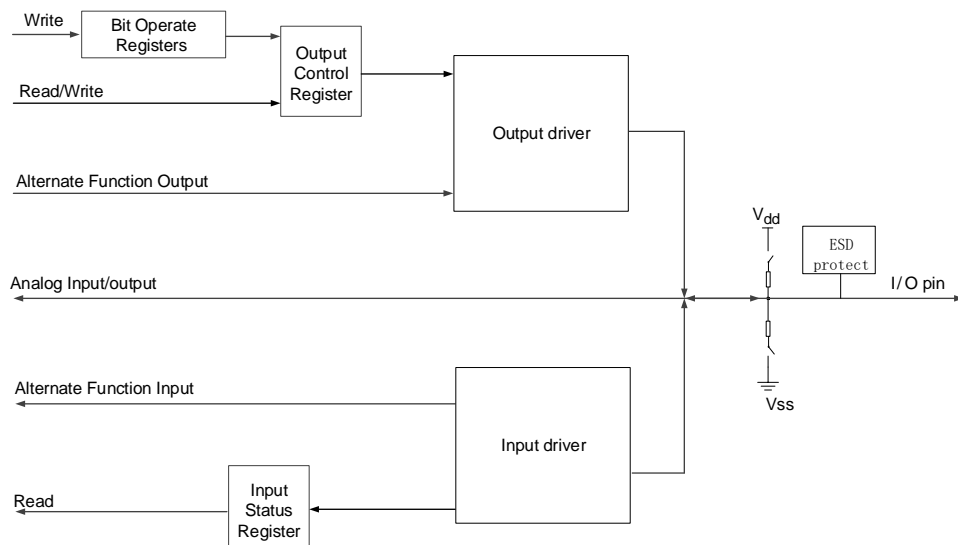 Write
Bit Operate
Registers
Output
Control
Register
Read/Write
Output driver
Alternate Function Output
Vdd
ESD
protect
Analog Input/output
I/O pin
Alternate Function Input
Vss
Input driver
Read
Input
Status
Register